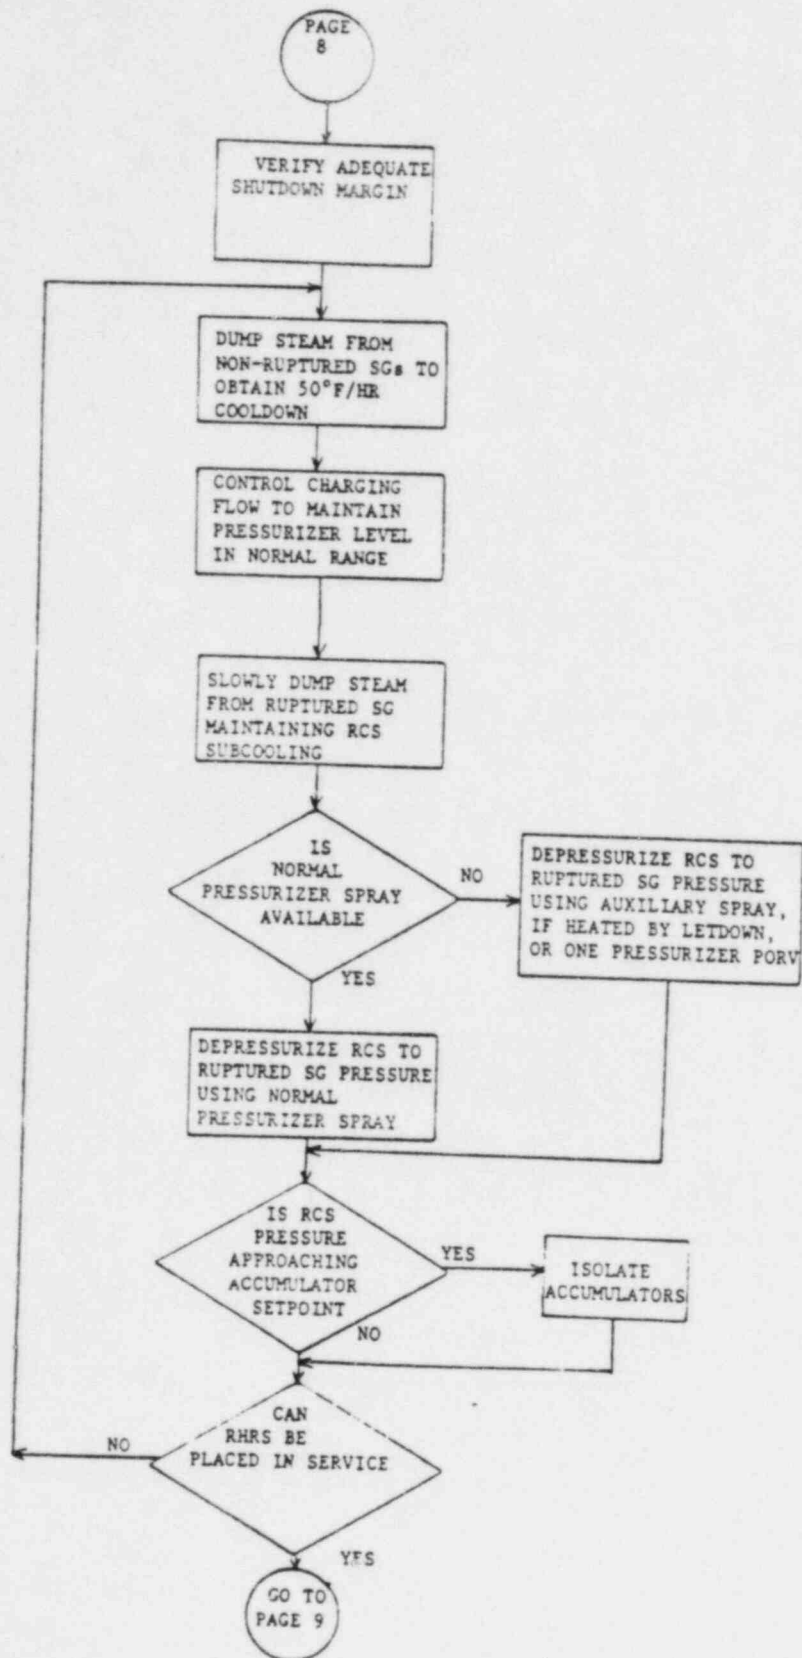 PAGE
8
VERIFY ADEQUATE
SHUTDOWN MARGIN
DUMP STEAM FROM
NON-RUPTURED SGs TO
OBTAIN 50°F/HR
COOLDOWN
CONTROL CHARGING
FLOW TO MAINTAIN
PRESSURIZER LEVEL
IN NORMAL RANGE
SLOWLY DUMP STEAM
FROM RUPTURED SG
MAINTAINING RCS
SUBCOOLING
IS
NORMAL
PRESSURIZER SPRAY
AVAILABLE
NO
DEPRESSURIZE RCS TO
RUPTURED SG PRESSURE
USING AUXILIARY SPRAY,
IF HEATED BY LETDOWN,
OR ONE PRESSURIZER PORV
YES
DEPRESSURIZE RCS TO
RUPTURED SG PRESSURE
USING NORMAL
PRESSURIZER SPRAY
IS RCS
PRESSURE
APPROACHING
ACCUMULATOR
SETPOINT
YES
ISOLATE
ACCUMULATORS
NO
CAN
RHRS BE
PLACED IN SERVICE
NO
YES
GO TO
PAGE 9